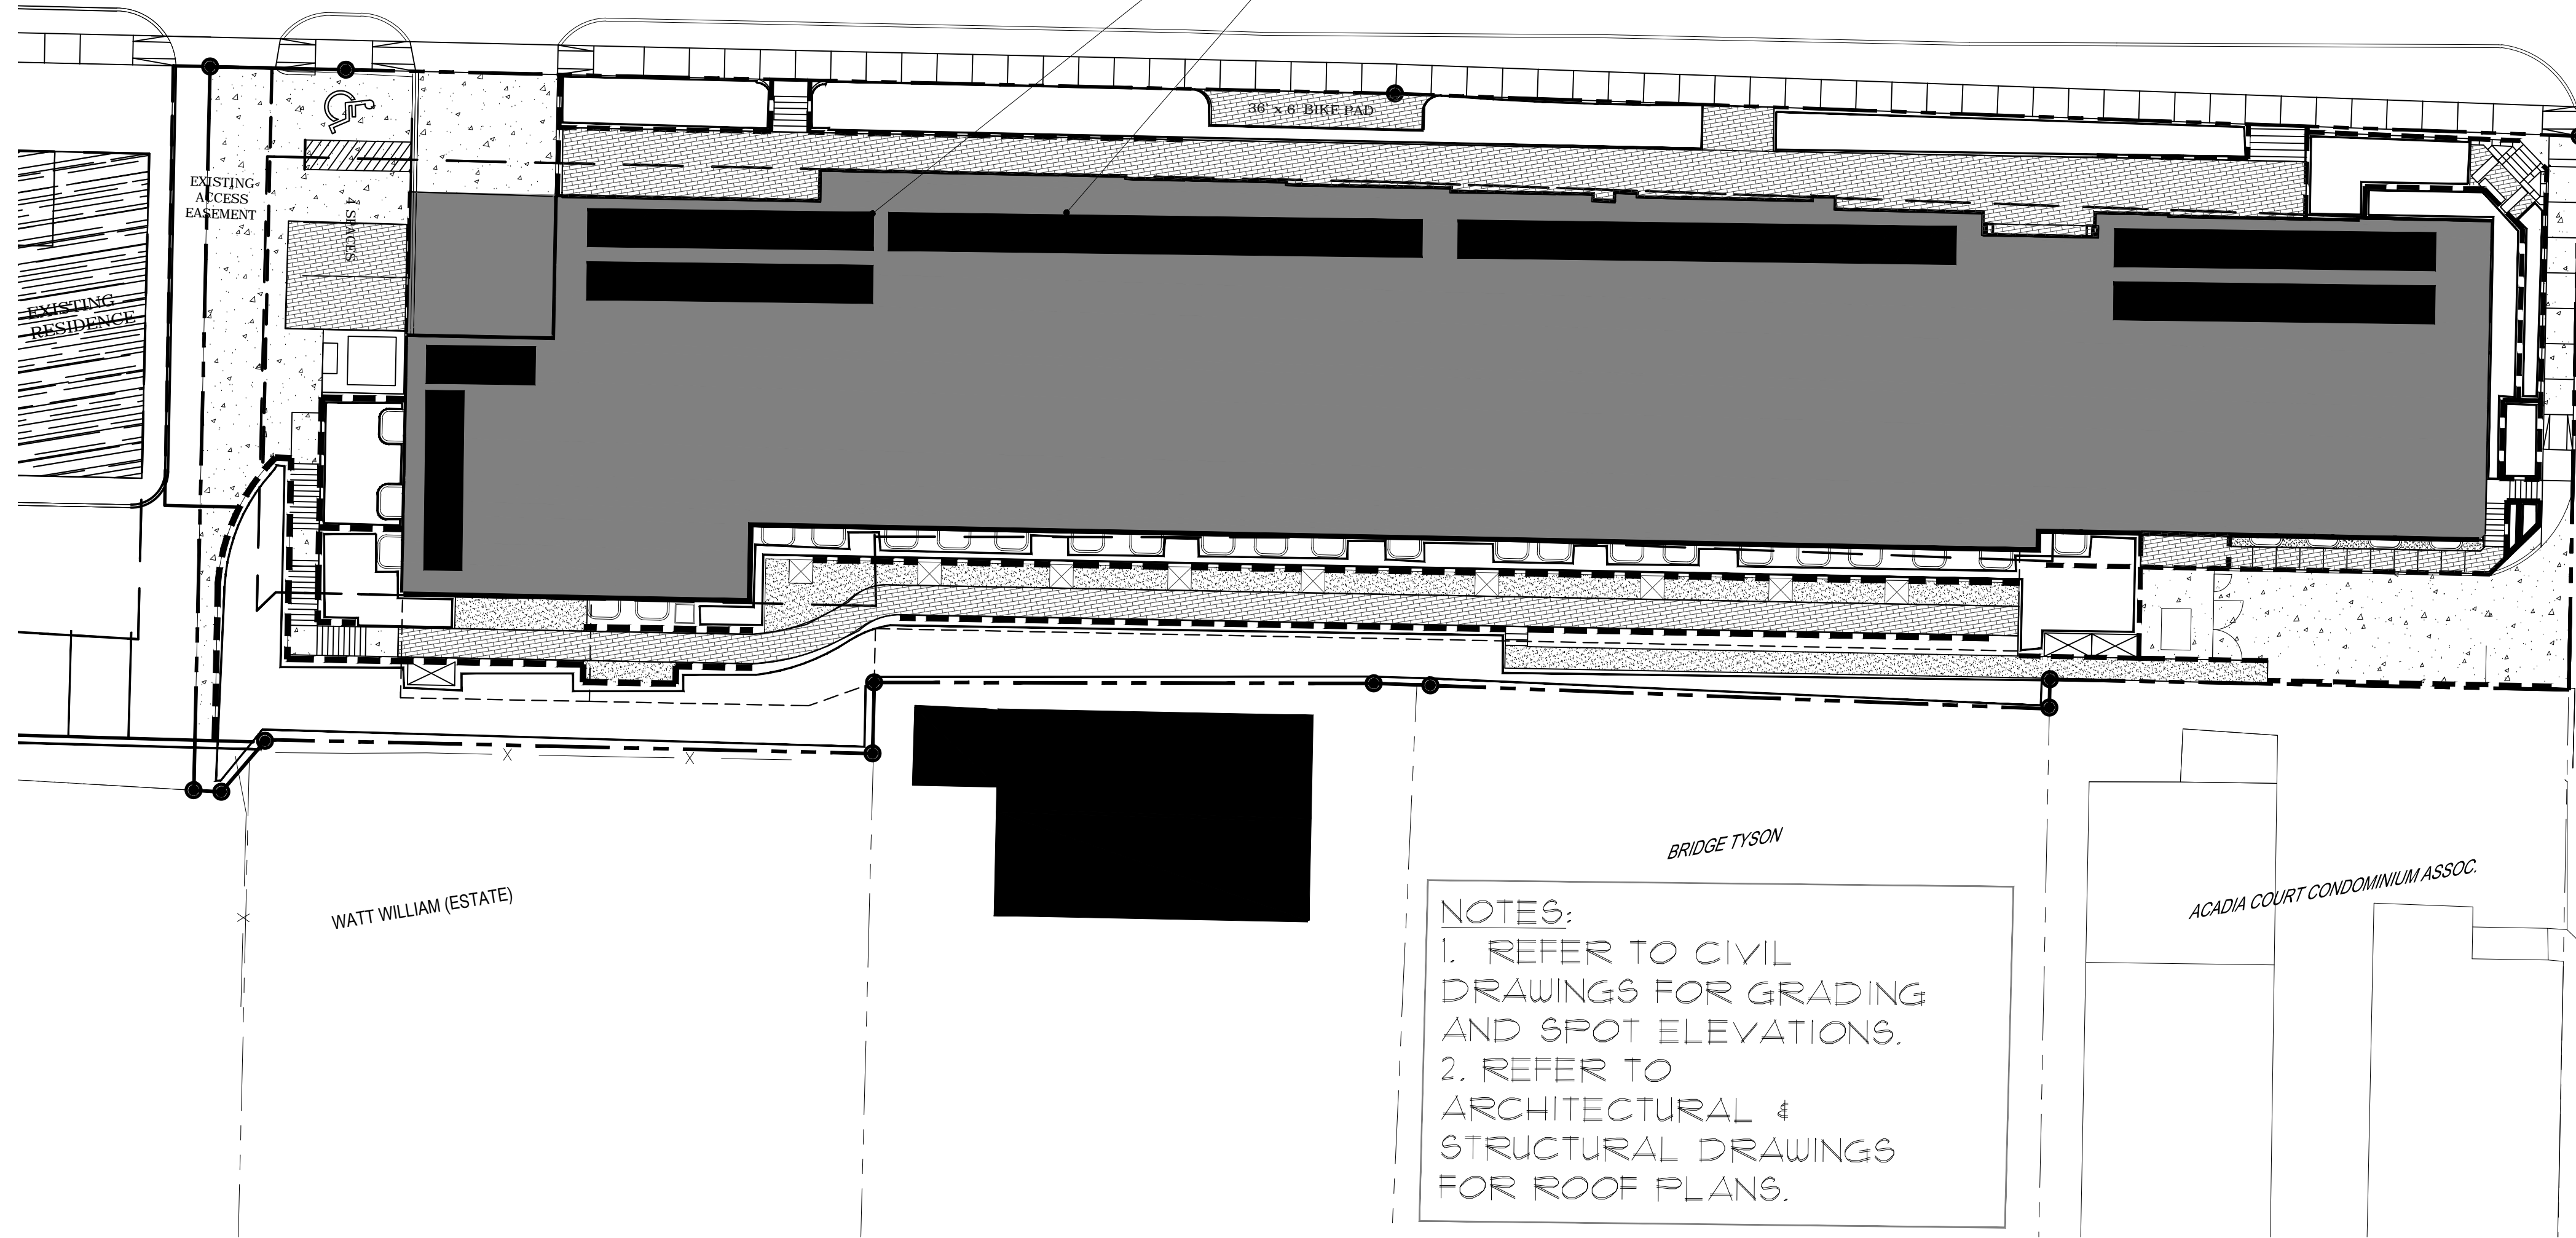 36' x 6' BIKE PAD
EXISTING
ACCESS
EASEMENT
4 SPACES
EXISTING
RESIDENCE
BRIDGE TYSON
ACADIA COURT CONDOMINIUM ASSOC.
WATT WILLIAM (ESTATE)
NOTES:
1. REFER TO CIVIL
DRAWINGS FOR GRADING
AND SPOT ELEVATIONS.
2. REFER TO
ARCHITECTURAL &
STRUCTURAL DRAWINGS
FOR ROOF PLANS.